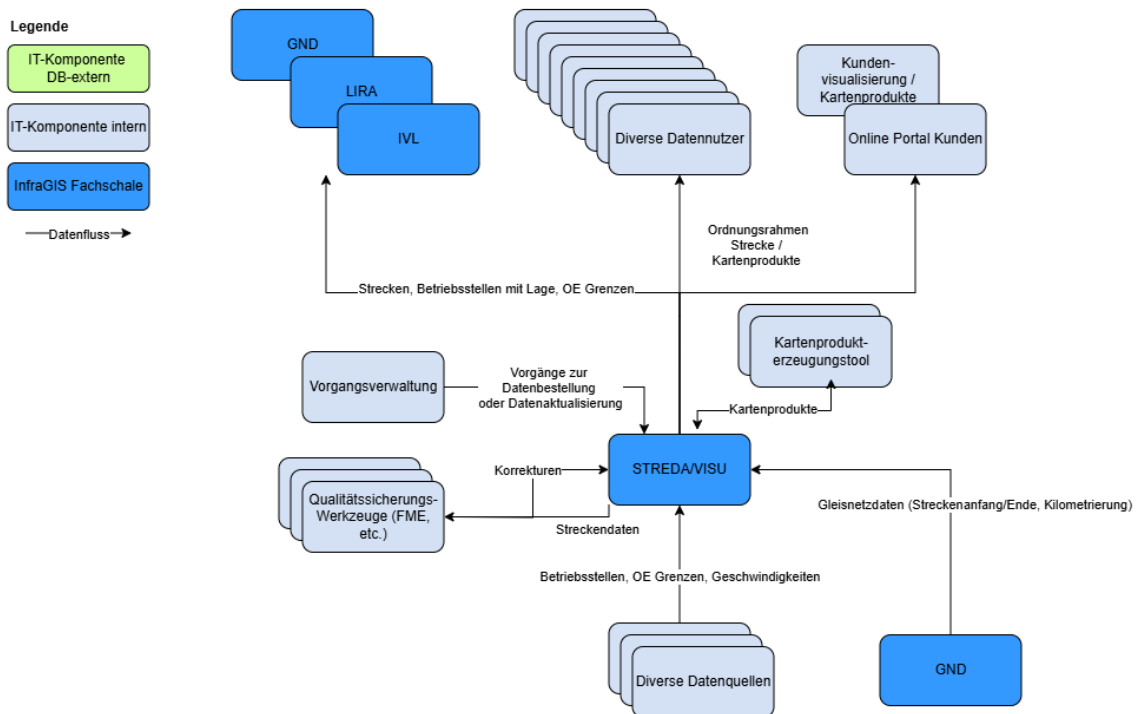 Legende
IT-Komponente
DB-extern
IT-Komponente intern
InfraGIS Fachschale
Datenfluss
GND
LIRA
IVL
Diverse Datennutzer
Kunden-
visualisierung /
Kartenprodukte
Online Portal Kunden
Ordnungsrahmen
Strecke /
Kartenprodukte
Strecken, Betriebsstellen mit Lage, OE Grenzen
Kartenprodukt-
erzeugungstool
Vorgangsverwaltung
Vorgänge zur
Datenbestellung
oder Datenaktualisierung
Kartenprodukte
STREDA/VISU
Korrekturen
Qualitätssicherungs-
Werkzeuge (FME,
etc.)
Streckendaten
Gleisnetzdaten (Streckenanfang/Ende, Kilometrierung)
Betriebsstellen, OE Grenzen, Geschwindigkeiten
Diverse Datenquellen
GND